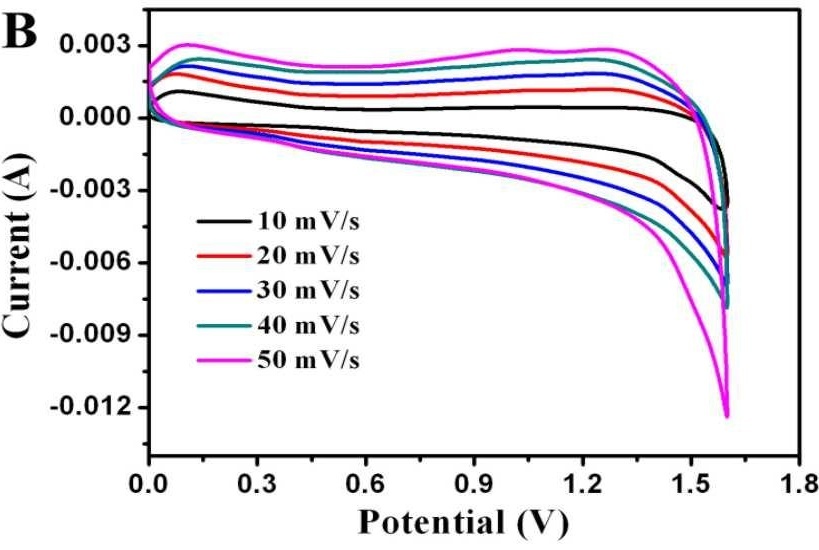 B
0.003
0.000
-0.003
-0.006
-0.009
-0.012
Current (A)
10 mV/s
20 mV/s
30 mV/s
40 mV/s
50 mV/s
0.0 0.3 0.6 0.9 1.2 1.5 1.8
Potential (V)